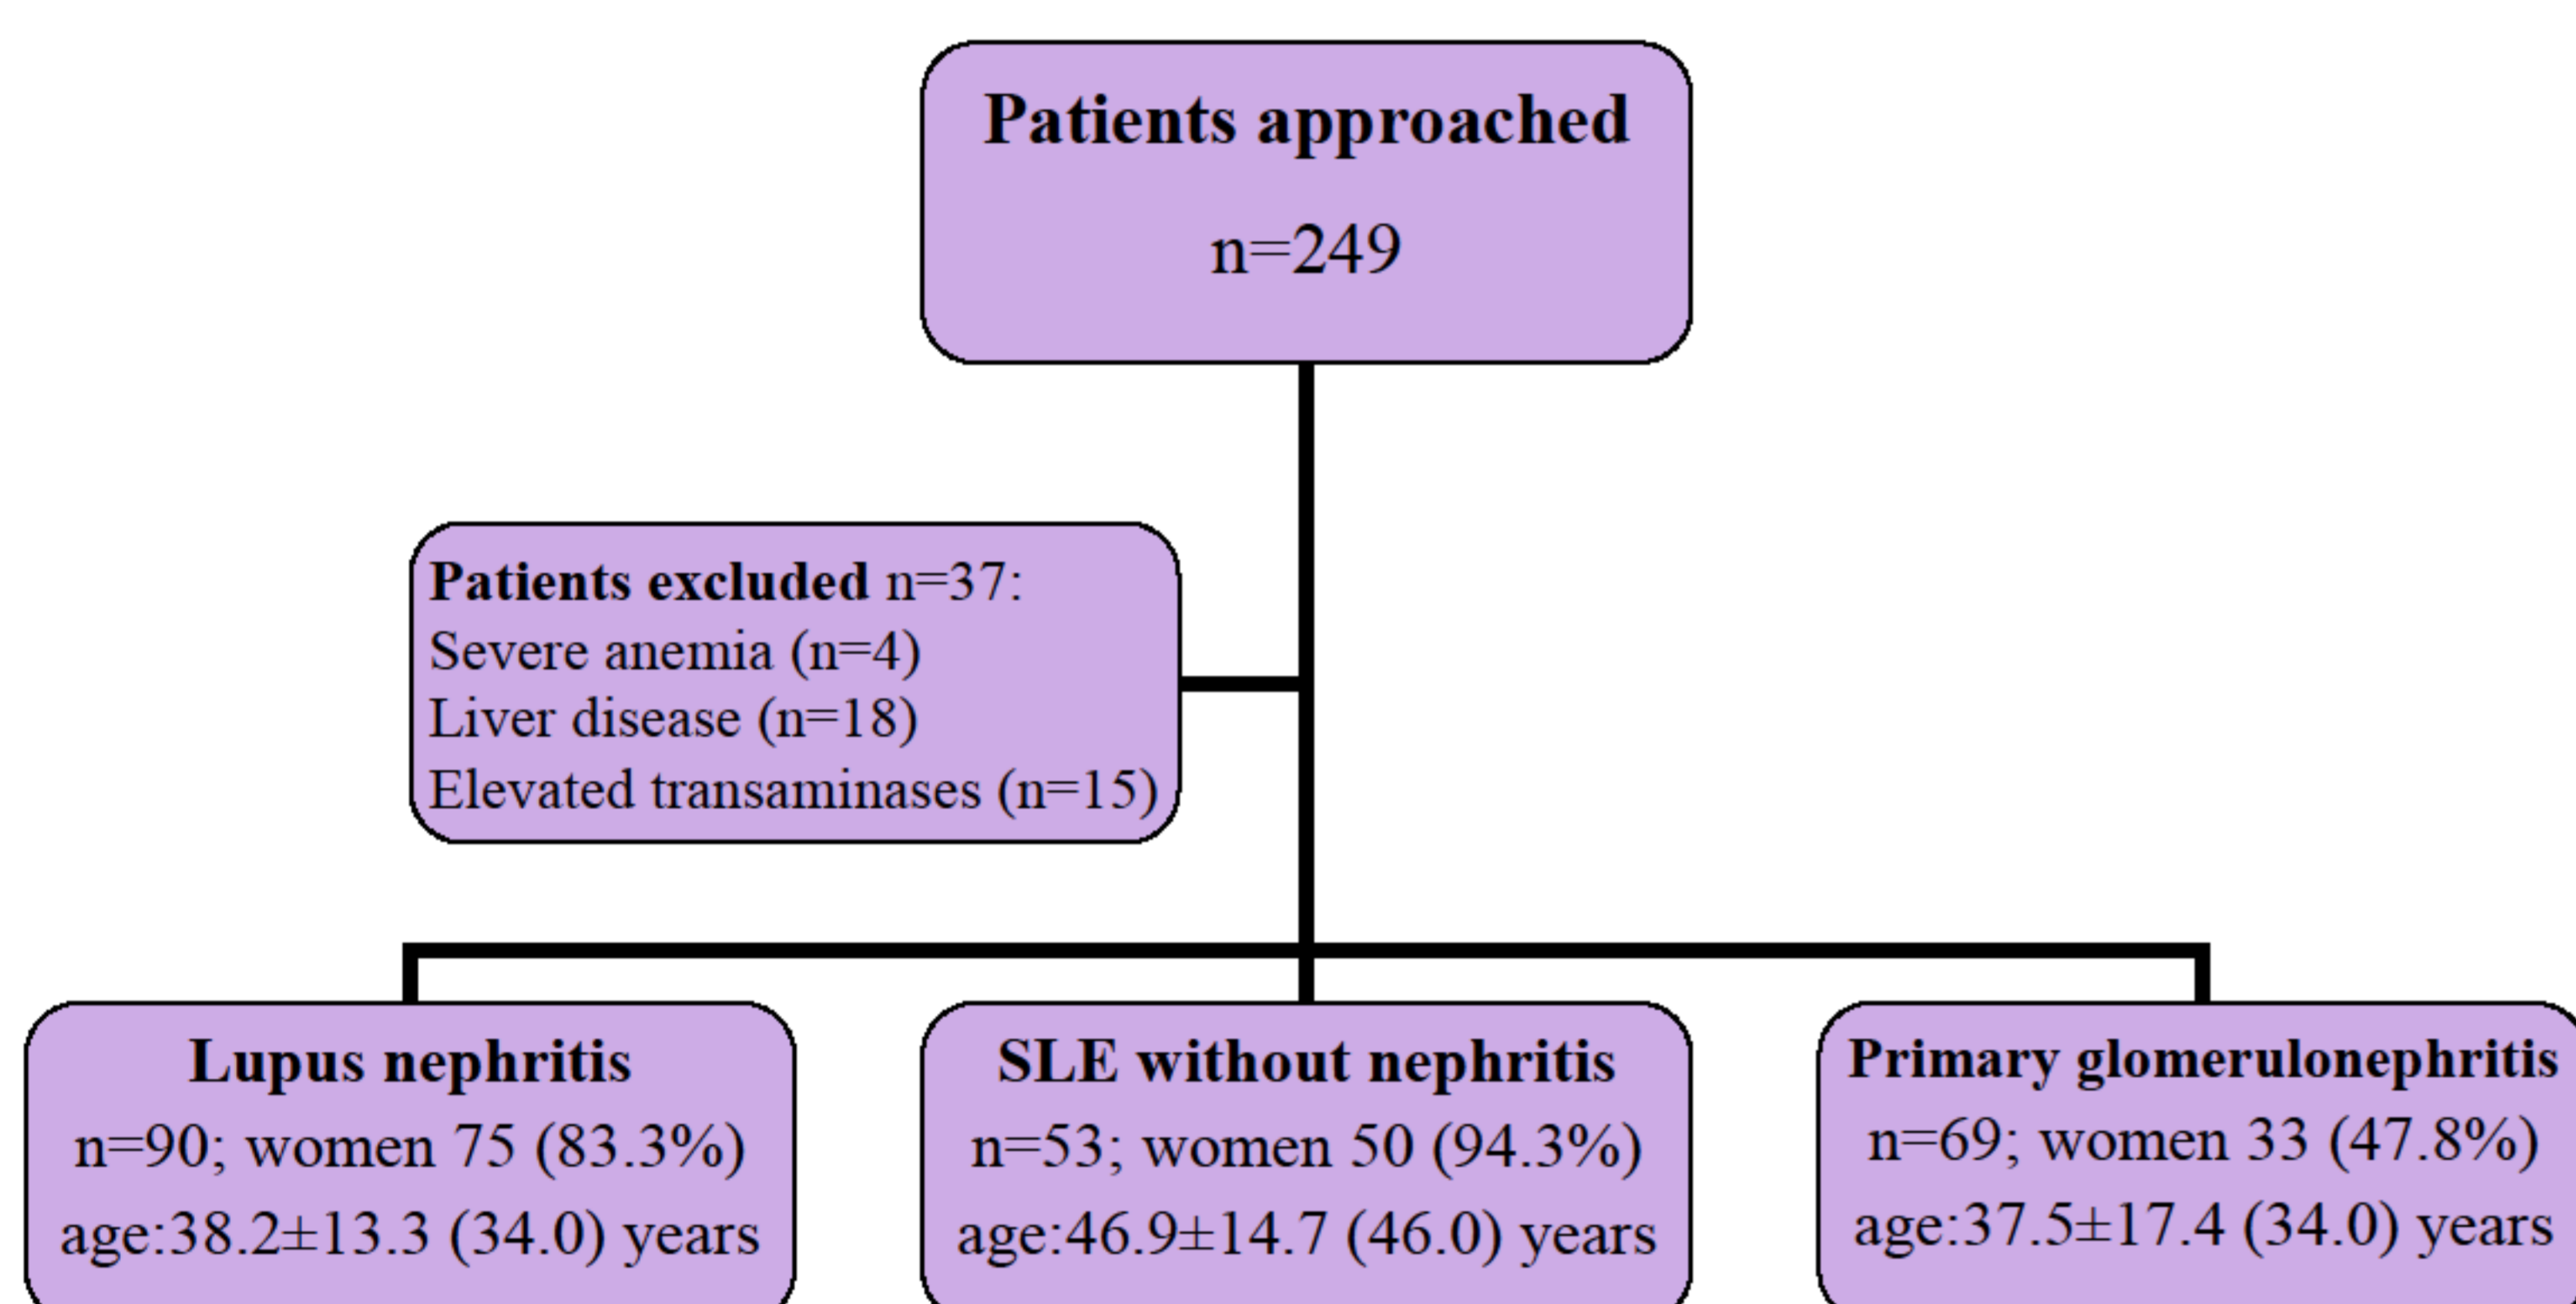 Patients approached
n=249
Patients excluded n=37:
Severe anemia (n=4)
Liver disease (n=18)
Elevated transaminases (n=15)
Lupus nephritis
n=90; women 75 (83.3%)
age:38.2±13.3 (34.0) years
SLE without nephritis
n=53; women 50 (94.3%)
age:46.9±14.7 (46.0) years
Primary glomerulonephritis
n=69; women 33 (47.8%)
age:37.5±17.4 (34.0) years